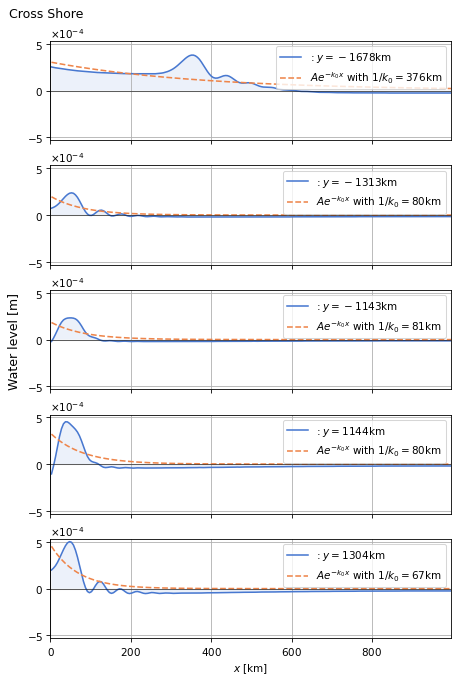 Cross Shore
×10⁻⁴
5
0
−5
: y = −1678km
Ae^{−k₀x} with 1/k₀ = 376km
×10⁻⁴
5
0
−5
: y = −1313km
Ae^{−k₀x} with 1/k₀ = 80km
×10⁻⁴
5
0
−5
: y = −1143km
Ae^{−k₀x} with 1/k₀ = 81km
Water level [m]
×10⁻⁴
5
0
−5
: y = 1144km
Ae^{−k₀x} with 1/k₀ = 80km
×10⁻⁴
5
0
−5
: y = 1304km
Ae^{−k₀x} with 1/k₀ = 67km
0 200 400 600 800
x [km]